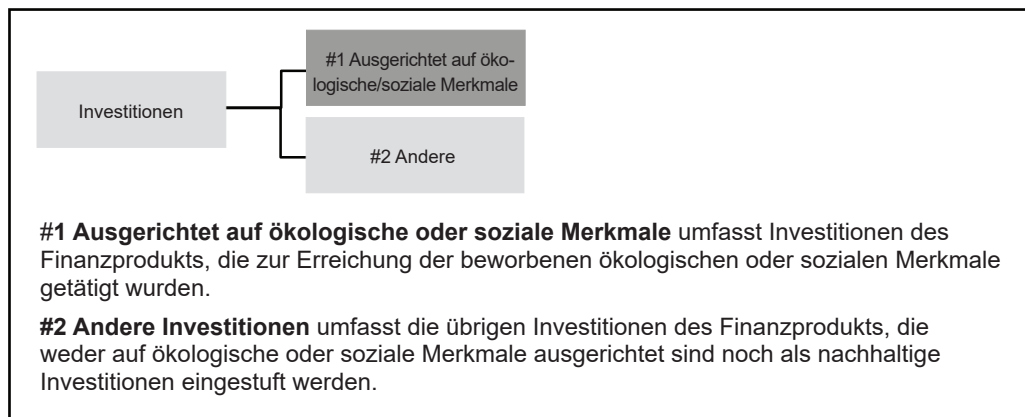 #1 Ausgerichtet auf öko-
logische/soziale Merkmale
Investitionen
#2 Andere
#1 Ausgerichtet auf ökologische oder soziale Merkmale umfasst Investitionen des
Finanzprodukts, die zur Erreichung der beworbenen ökologischen oder sozialen Merkmale
getätigt wurden.
#2 Andere Investitionen umfasst die übrigen Investitionen des Finanzprodukts, die
weder auf ökologische oder soziale Merkmale ausgerichtet sind noch als nachhaltige
Investitionen eingestuft werden.